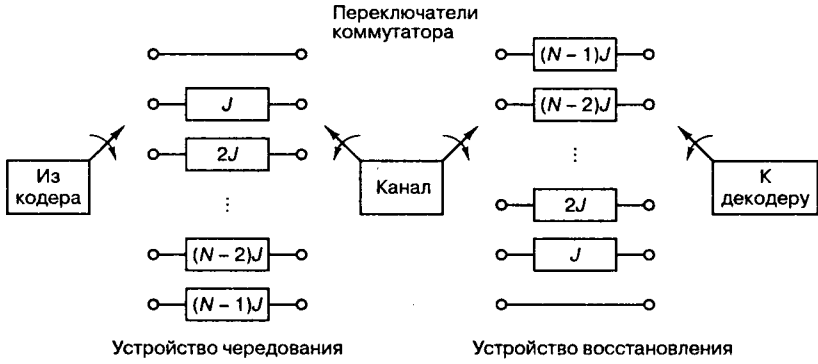 Переключатели
коммутатора
J
2J
⋮
(N – 2)J
(N – 1)J
(N – 1)J
(N – 2)J
⋮
2J
J
Из
кодера
Канал
К
декодеру
Устройство чередования
Устройство восстановления